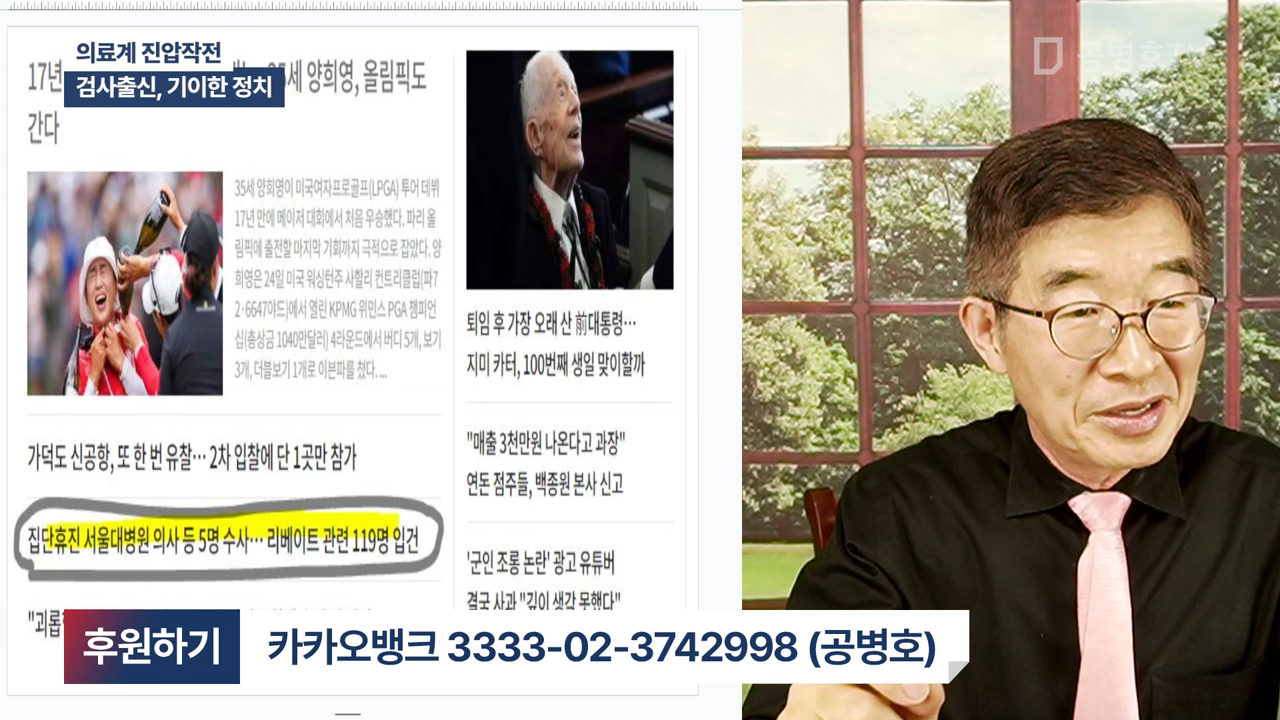 의료계 진압작전
검사출신, 기이한 정치
17년
세 양희영, 올림픽도
간다
35세 양희영이 미국여자프로골프(LPGA) 투어 데뷔
17년 만에 메이저 대회에서 처음 우승했다. 파리 올
림픽에 출전할 마지막 기회까지 극적으로 잡았다. 양
희영은 24일 미국 워싱턴주 사할리 컨트리클럽(파7
2·6647야드)에서 열린 KPMG 위민스 PGA 챔피언
십(총상금 1040만달러) 4라운드에서 버디 5개, 보기
3개, 더블보기 1개로 이븐파를 쳤다. ...
가덕도 신공항, 또 한 번 유찰… 2차 입찰에 단 1곳만 참가
집단휴진 서울대병원 의사 등 5명 수사… 리베이트 관련 119명 입건
"괴롭
퇴임 후 가장 오래 산 前대통령…
지미 카터, 100번째 생일 맞이할까
"매출 3천만원 나온다고 과장"
연돈 점주들, 백종원 본사 신고
'군인 조롱 논란' 광고 유튜버
결국 사과 "깊이 생각 못했다"
공병호
후원하기
카카오뱅크 3333-02-3742998 (공병호)